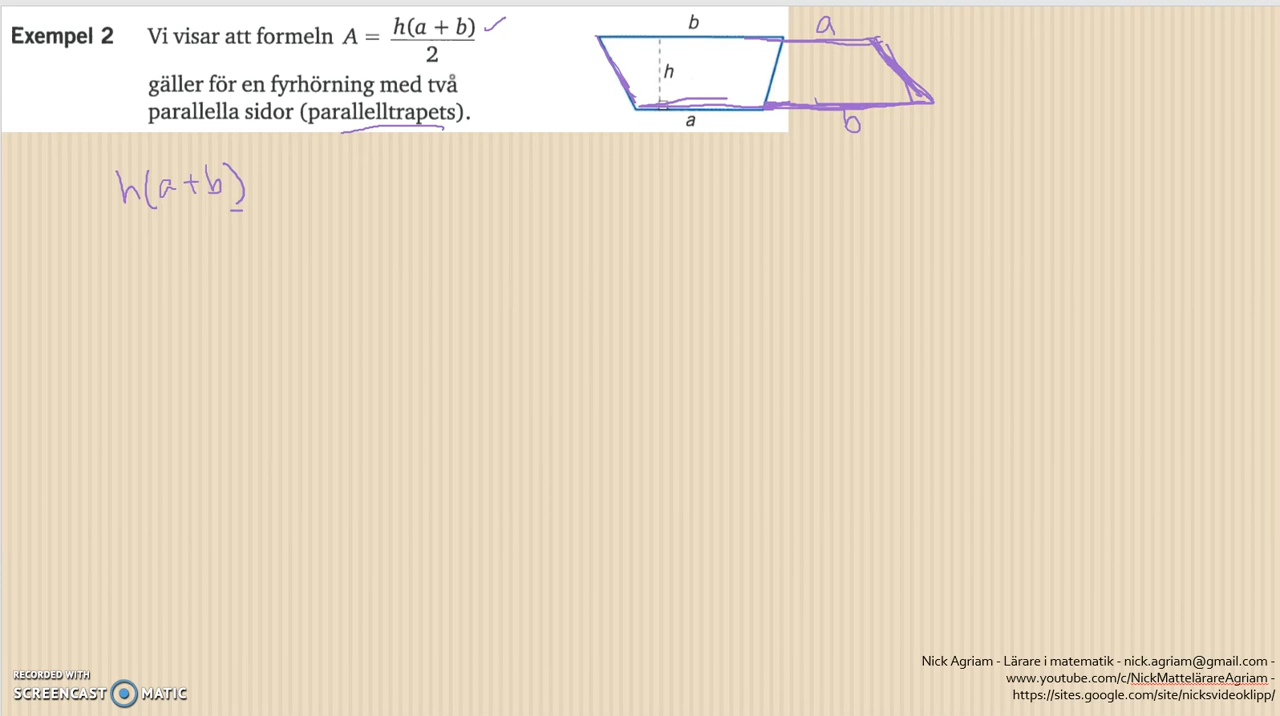 Exempel 2 Vi visar att formeln A = h(a + b) / 2
gäller för en fyrhörning med två
parallella sidor (parallelltrapets).
b
h
a
a
b
h(a+b)
Nick Agriam - Lärare i matematik - nick.agriam@gmail.com -
www.youtube.com/c/NickMattelärareAgriam -
https://sites.google.com/site/nicksvideoklipp/
RECORDED WITH
SCREENCAST MATIC